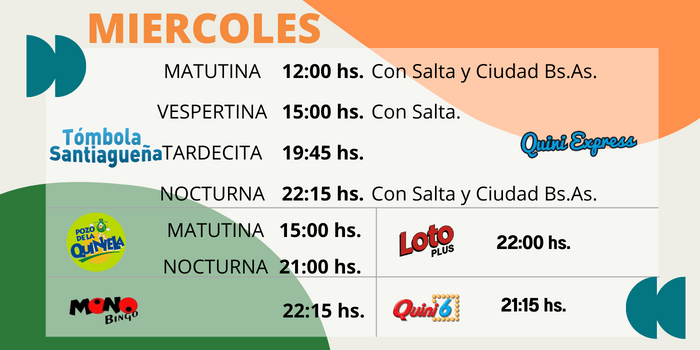 MIERCOLES
MATUTINA 12:00 hs. Con Salta y Ciudad Bs.As.
VESPERTINA 15:00 hs. Con Salta.
Tómbola
Santiagueña
TARDECITA 19:45 hs.
Quini Express
NOCTURNA 22:15 hs. Con Salta y Ciudad Bs.As.
POZO
DE LA
QUINIELA
MATUTINA 15:00 hs.
NOCTURNA 21:00 hs.
Loto
PLUS
22:00 hs.
MONO
BINGO
22:15 hs.
Quini 6
21:15 hs.